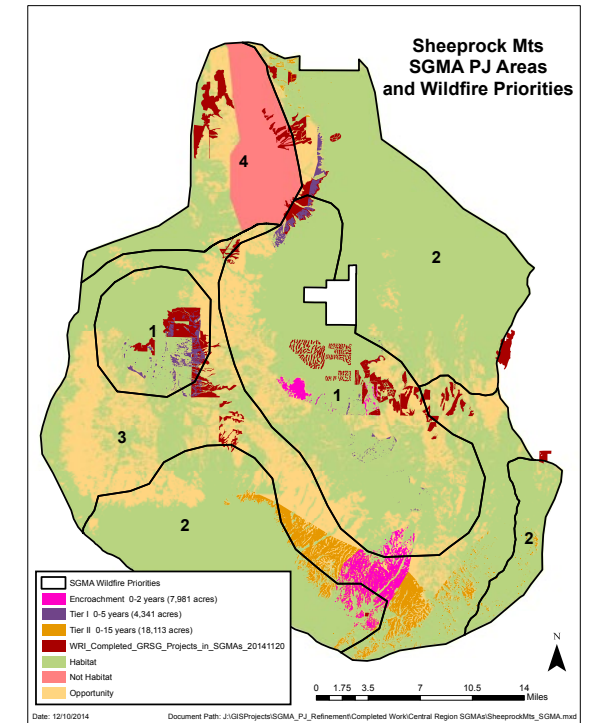 Sheeprock Mts
SGMA PJ Areas
and Wildfire Priorities
4
2
1
1
3
2
2
SGMA Wildfire Priorities
Encroachment 0-2 years (7,981 acres)
Tier I 0-5 years (4,341 acres)
Tier II 0-15 years (18,113 acres)
WRI_Completed_GRSG_Projects_in_SGMAs_20141120
Habitat
Not Habitat
Opportunity
N
0 1.75 3.5 7 10.5 14
Miles
Date: 12/10/2014 Document Path: J:\GISProjects\SGMA_PJ_Refinement\Completed Work\Central Region SGMAs\SheeprockMts_SGMA.mxd